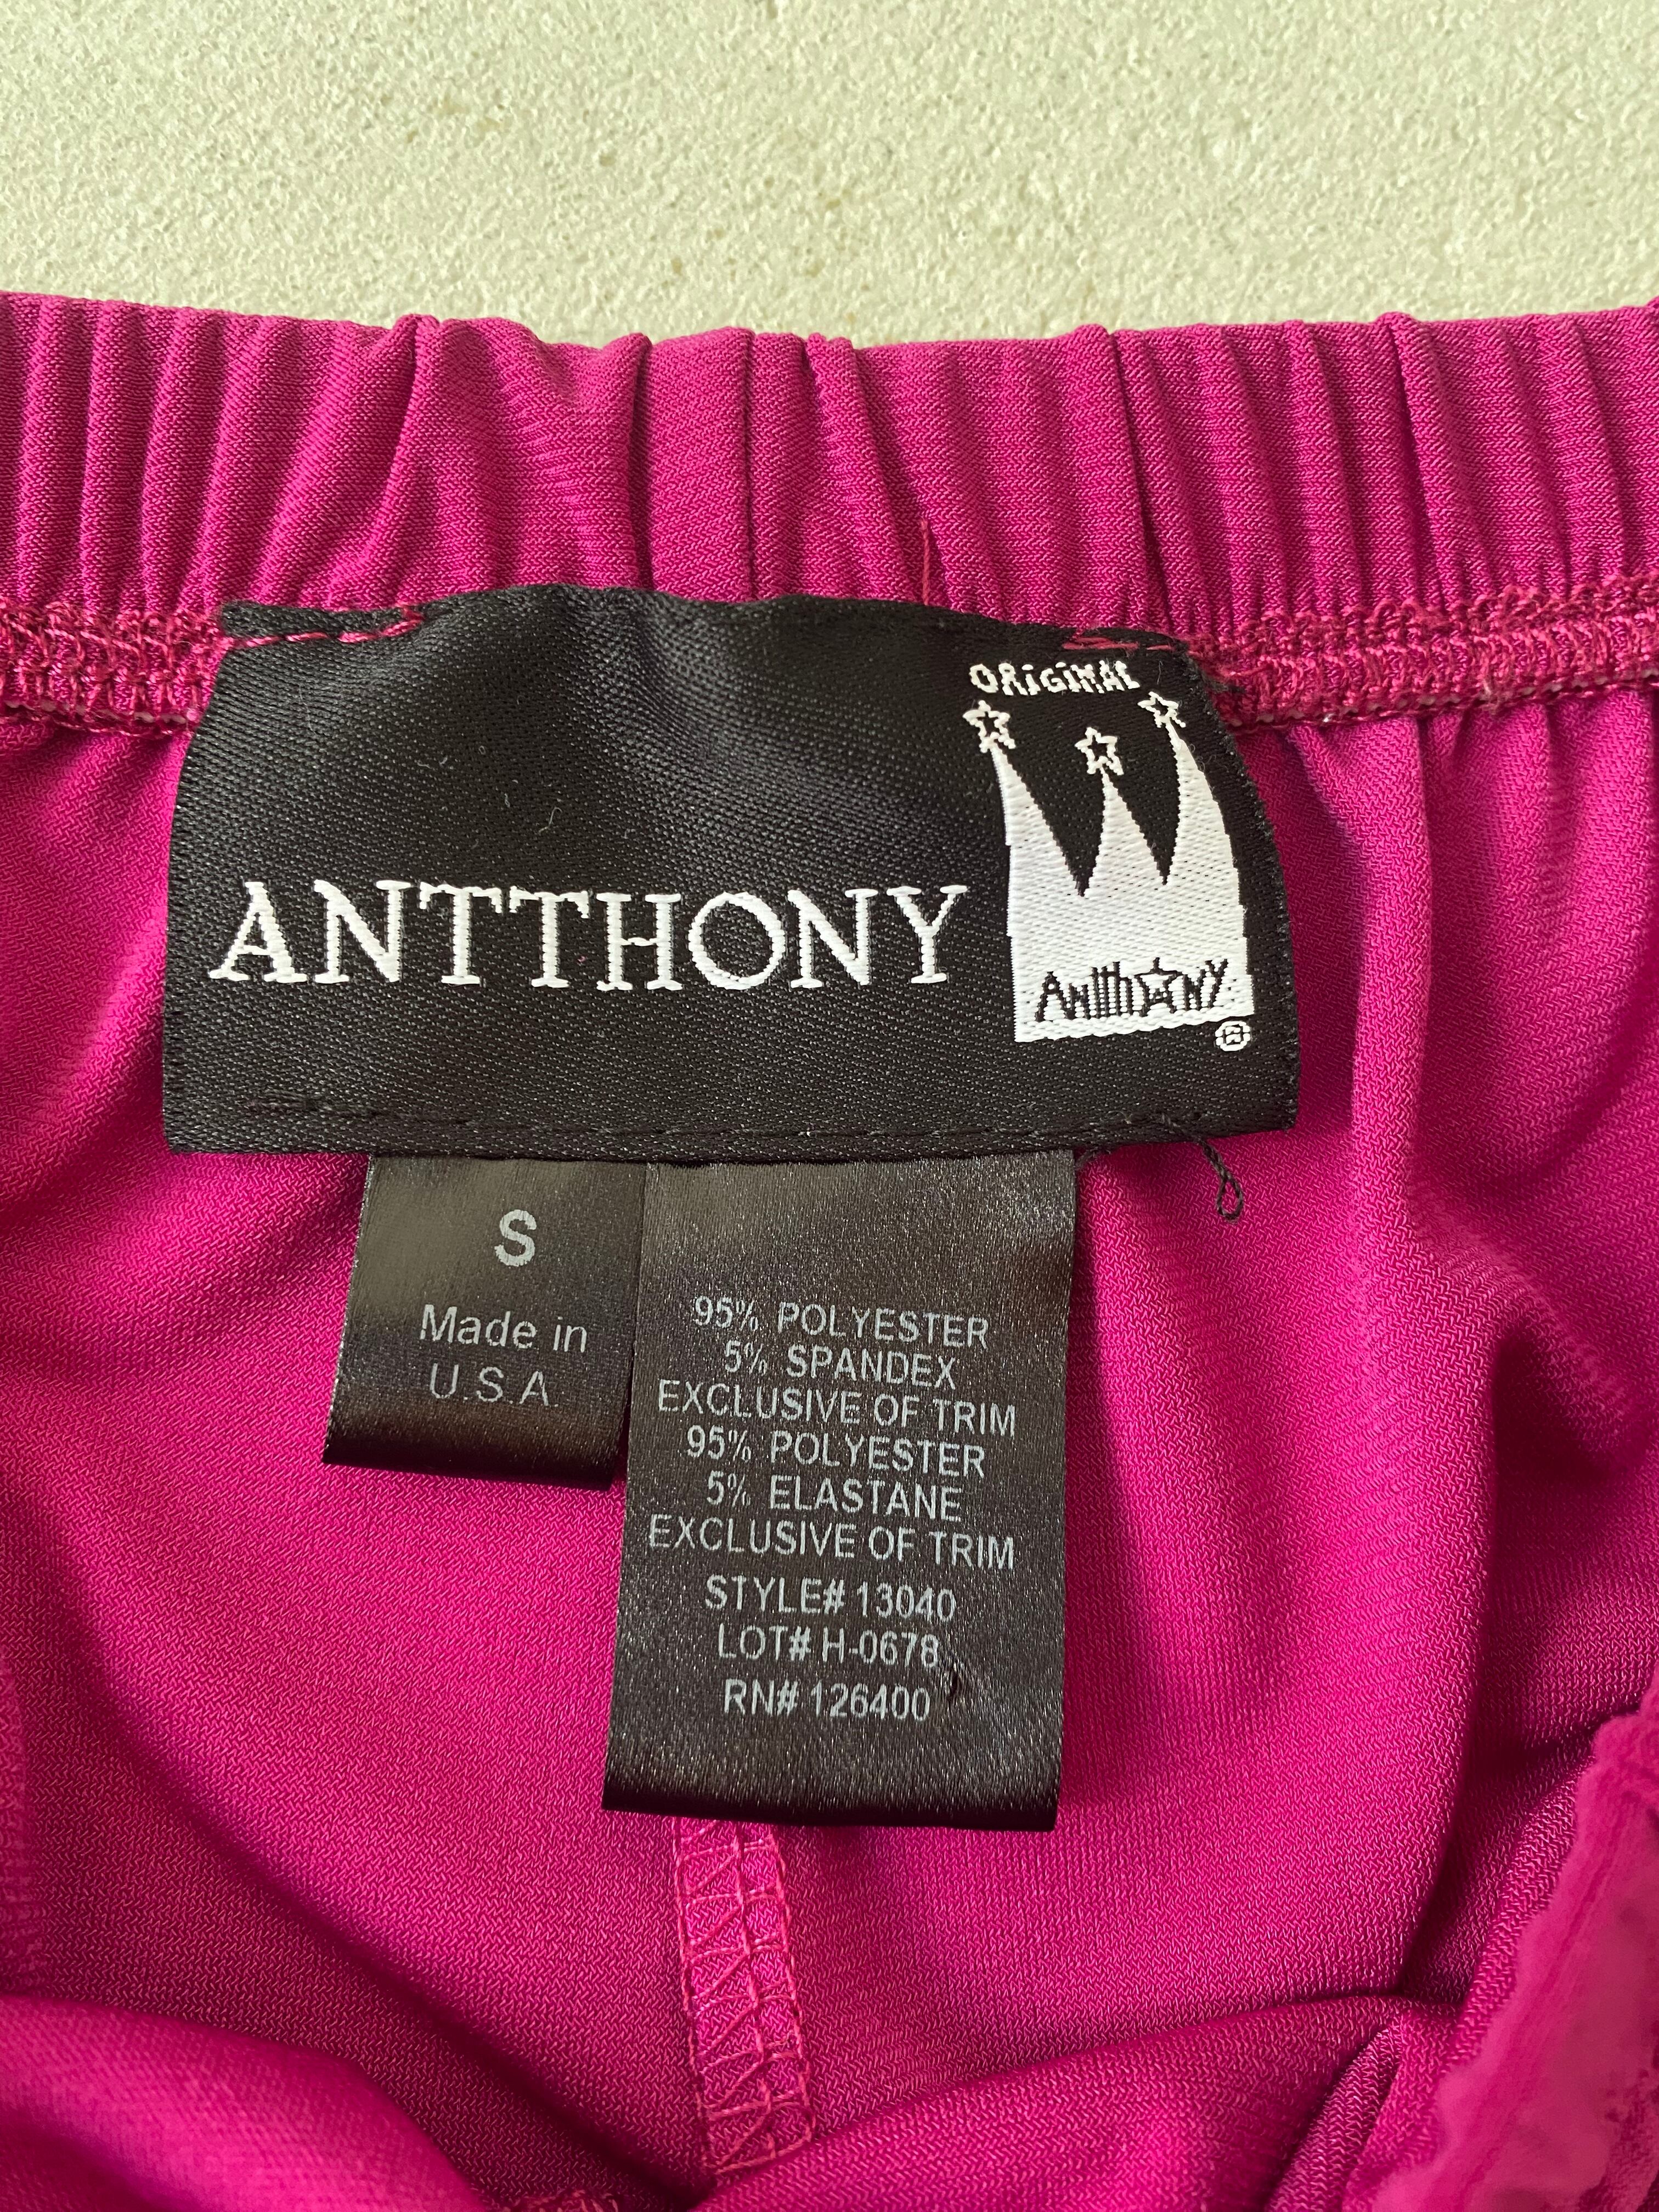 ORiGiNAL
ANTTHONY
Antthony
®
S
Made in
U.S.A.
95% POLYESTER
5% SPANDEX
EXCLUSIVE OF TRIM
95% POLYESTER
5% ELASTANE
EXCLUSIVE OF TRIM
STYLE# 13040
LOT# H-0678
RN# 126400